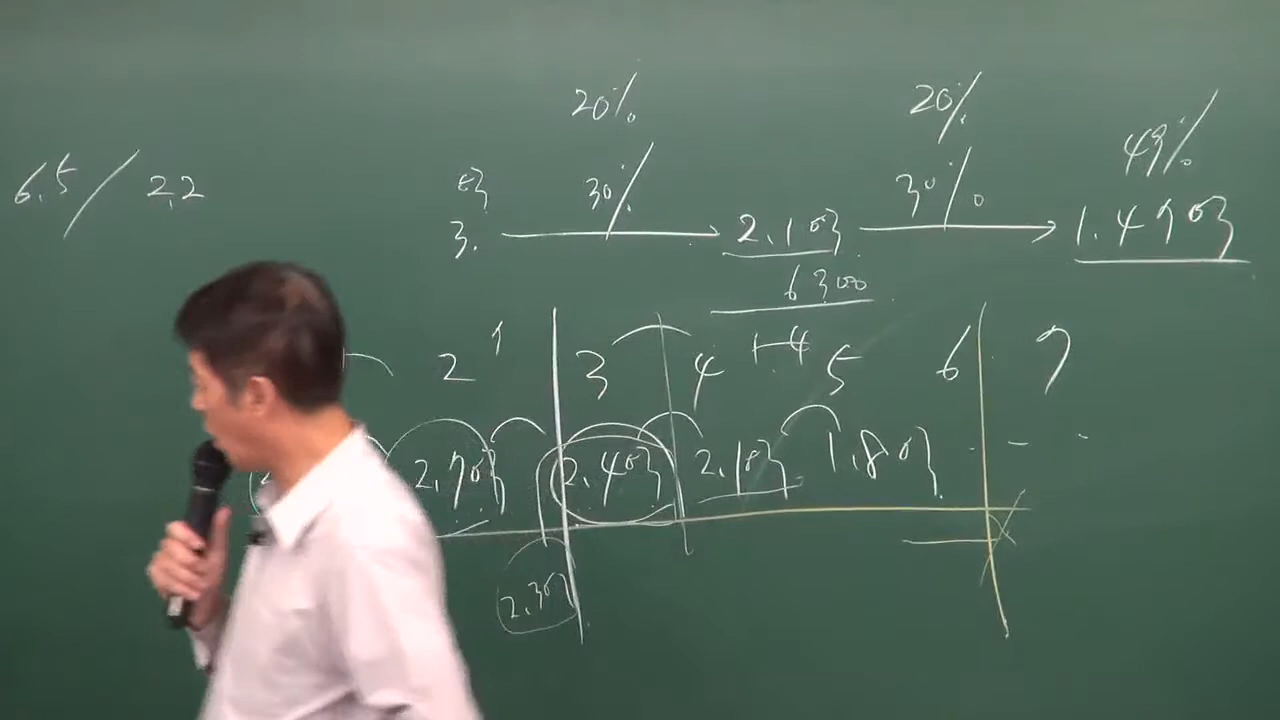 20% 20%
49%
6.5 / 2.2 30% 30%
3. 2.1억 1.49억
6300
2 1 3 4 1-4 5 6 7
2.7억 2.4억 2.1억 1.8억
2.3억